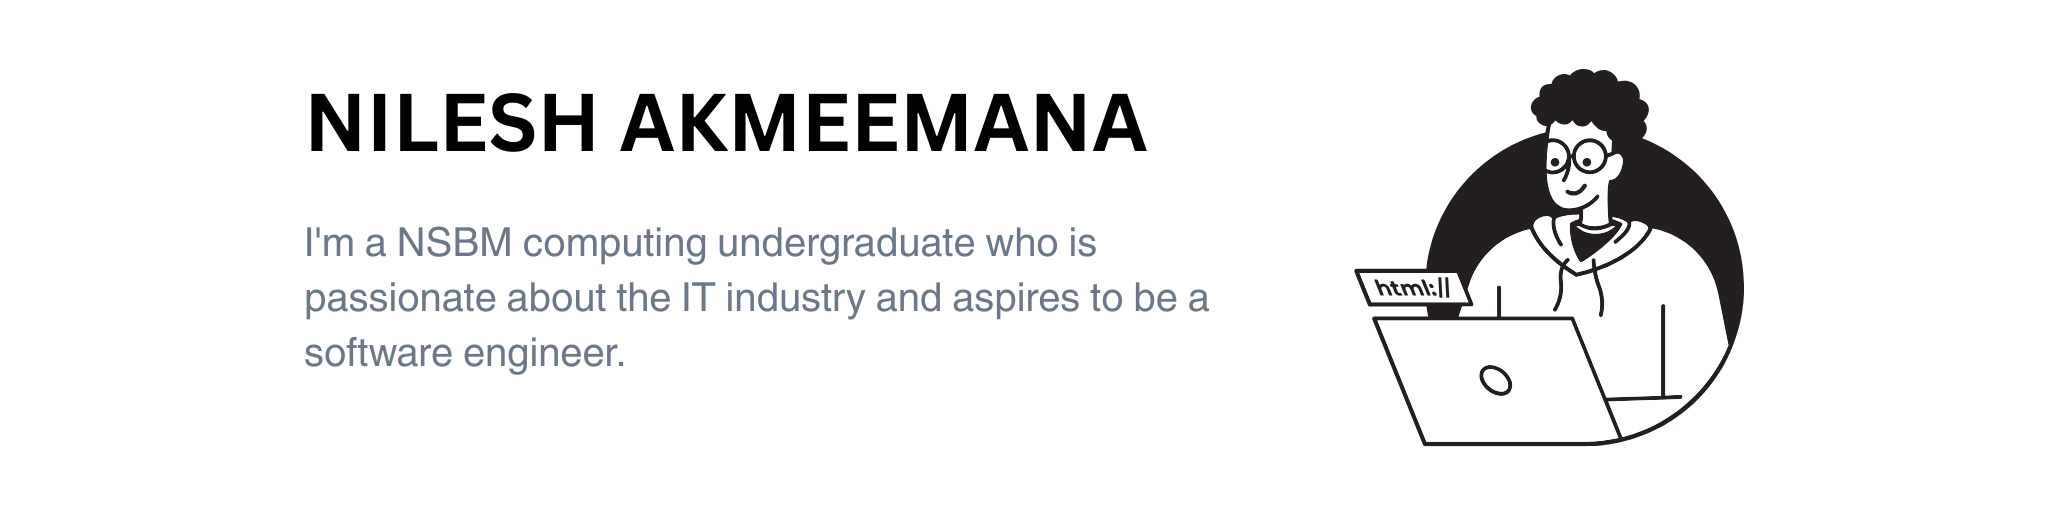 NILESH AKMEEMANA
I'm a NSBM computing undergraduate who is
passionate about the IT industry and aspires to be a
software engineer.
html://